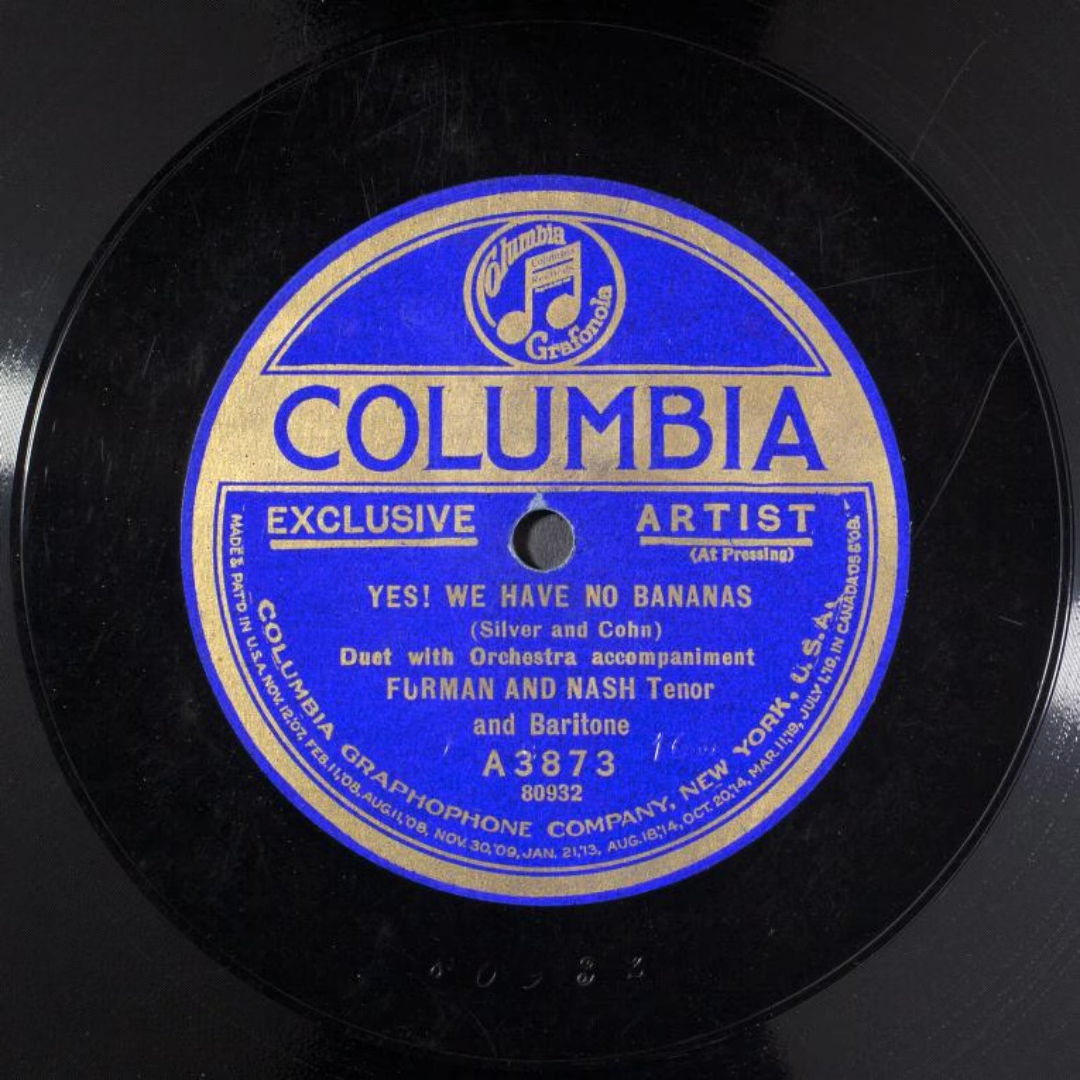 Columbia
Grafonola
COLUMBIA
EXCLUSIVE ARTIST
(At Pressing)
YES! WE HAVE NO BANANAS
(Silver and Cohn)
Duet with Orchestra accompaniment
FURMAN AND NASH Tenor
and Baritone
A3873
80932
COLUMBIA GRAPHOPHONE COMPANY, NEW YORK, U.S.A.
MADE & PAT'D IN U.S.A. NOV. 12,'07, FEB. 11,'08, AUG. 11,'08, NOV. 30,'09, JAN. 21,'13, AUG. 18,'14, OCT. 20,'14, MAR. 11,'19, JULY 1,'19, IN CANADA